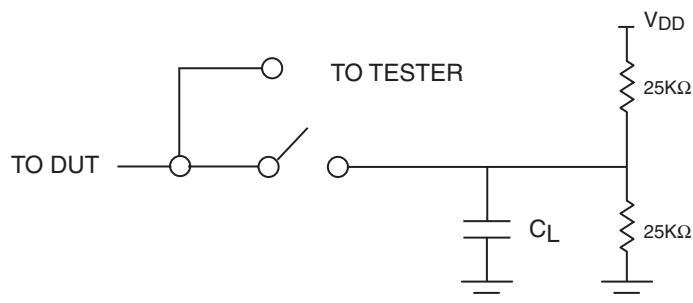 VDD
TO TESTER
25KΩ
TO DUT
CL
25KΩ